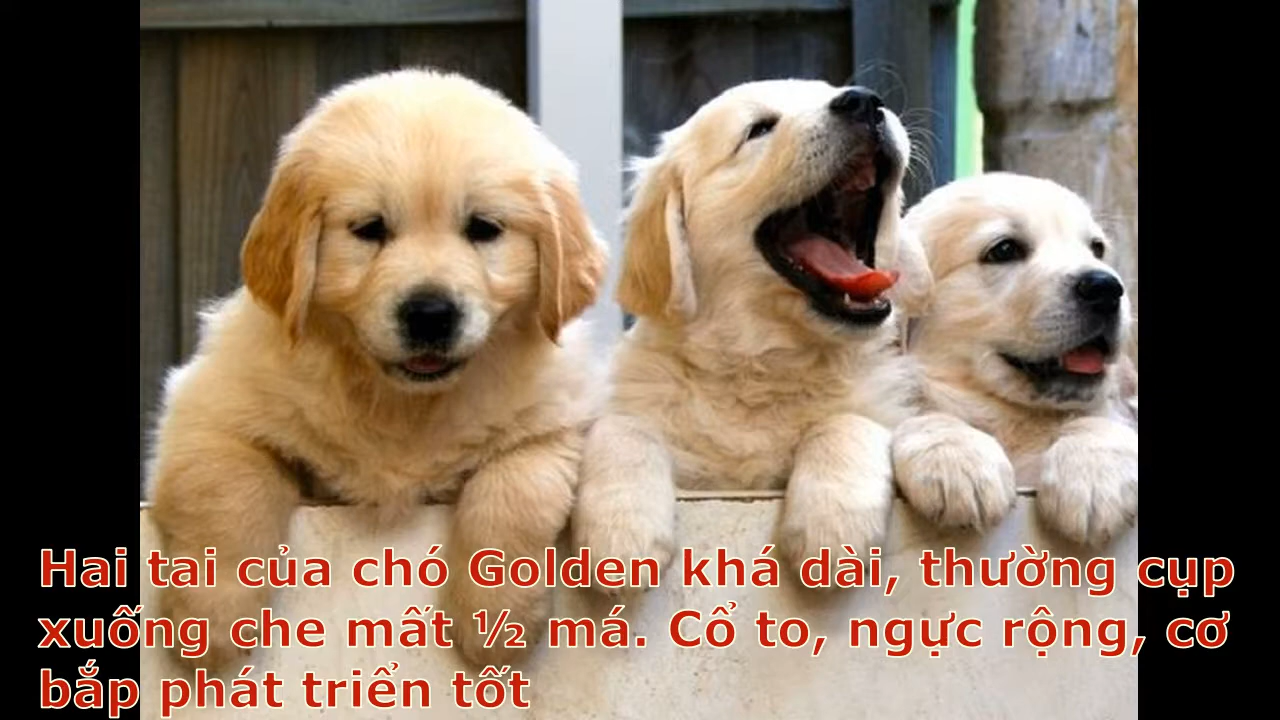 Hai tai của chó Golden khá dài, thường cụp
xuống che mất ½ má. Cổ to, ngực rộng, cơ
bắp phát triển tốt